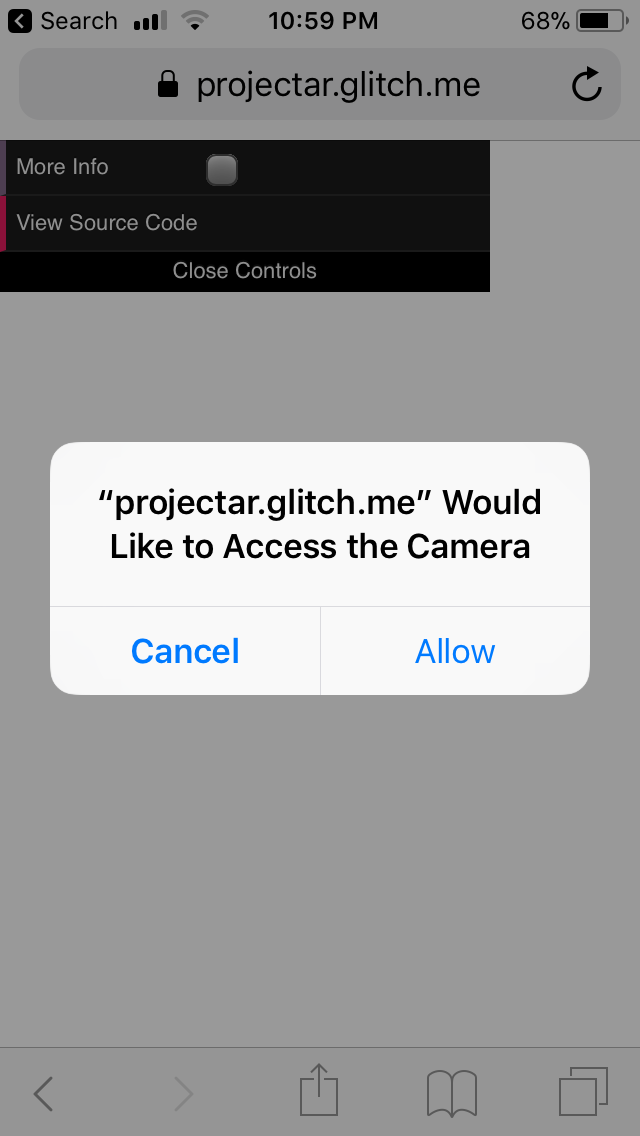 Search 10:59 PM 68%
projectar.glitch.me
More Info
View Source Code
Close Controls
“projectar.glitch.me” Would
Like to Access the Camera
Cancel Allow